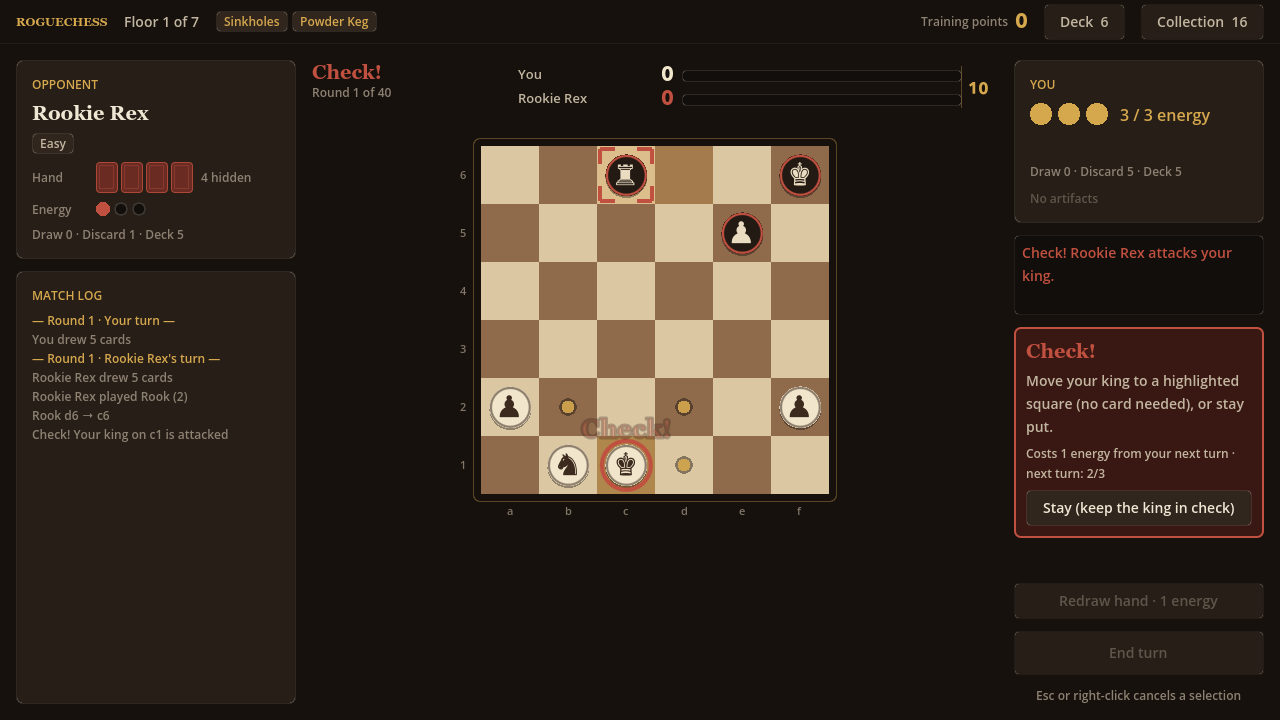 ROGUECHESS Floor 1 of 7 Sinkholes Powder Keg Training points 0 Deck 6 Collection 16
OPPONENT
Rookie Rex
Easy
Hand 4 hidden
Energy
Draw 0 · Discard 1 · Deck 5
MATCH LOG
— Round 1 · Your turn —
You drew 5 cards
— Round 1 · Rookie Rex's turn —
Rookie Rex drew 5 cards
Rookie Rex played Rook (2)
Rook d6 → c6
Check! Your king on c1 is attacked
Check!
Round 1 of 40
You 0
Rookie Rex 0
10
6
5
4
3
2
1
Check!
a b c d e f
YOU
3 / 3 energy
Draw 0 · Discard 5 · Deck 5
No artifacts
Check! Rookie Rex attacks your
king.
Check!
Move your king to a highlighted
square (no card needed), or stay
put.
Costs 1 energy from your next turn ·
next turn: 2/3
Stay (keep the king in check)
Redraw hand · 1 energy
End turn
Esc or right-click cancels a selection